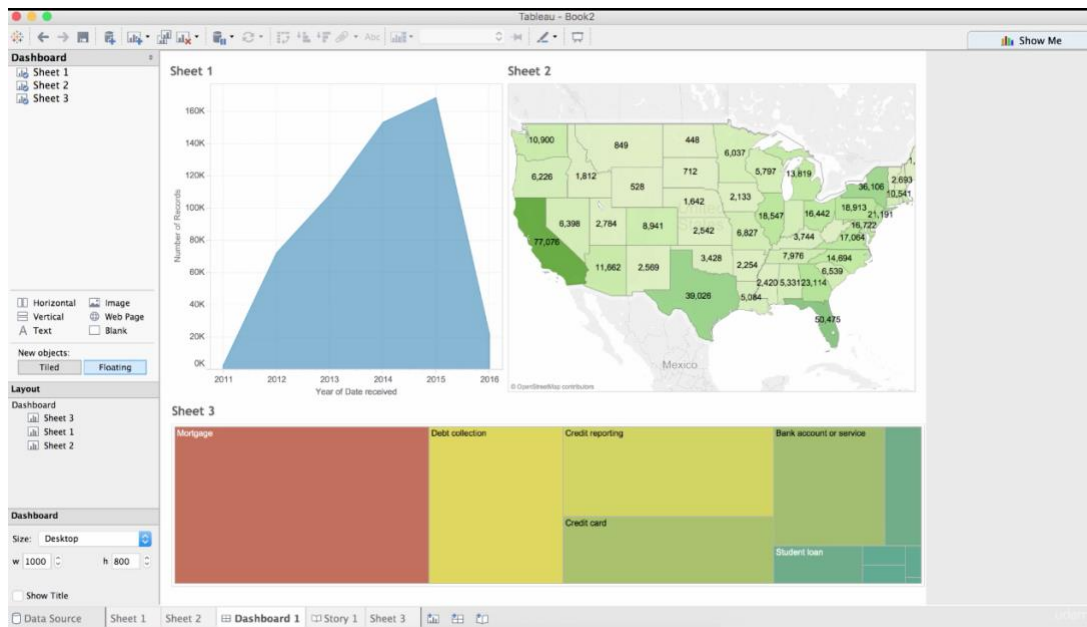 Tableau - Book2
Abc
Show Me
Dashboard
Sheet 1
Sheet 2
Sheet 3
Horizontal
Image
Vertical
Web Page
A Text
Blank
New objects:
Tiled
Floating
Layout
Dashboard
Sheet 3
Sheet 1
Sheet 2
Dashboard
Size: Desktop
w 1000 h 800
Show Title
Sheet 1
Number of Records
160K
140K
120K
100K
80K
60K
40K
20K
0K
2011 2012 2013 2014 2015 2016
Year of Date received
Sheet 2
10,900
849
448
6,037
6,226
1,812
528
712
5,797
13,819
36,106
2,693
10,541
1,642
2,133
6,398
2,784
8,941
2,542
6,827
18,547
16,442
18,913
21,191
16,722
77,076
3,744
17,064
11,662
2,569
3,428
2,254
7,976
14,694
6,539
2,420
5,331
23,114
39,026
5,084
50,475
Mexico
© OpenStreetMap contributors
Sheet 3
Mortgage
Debt collection
Credit reporting
Bank account or service
Credit card
Student loan
Data Source
Sheet 1
Sheet 2
Dashboard 1
Story 1
Sheet 3